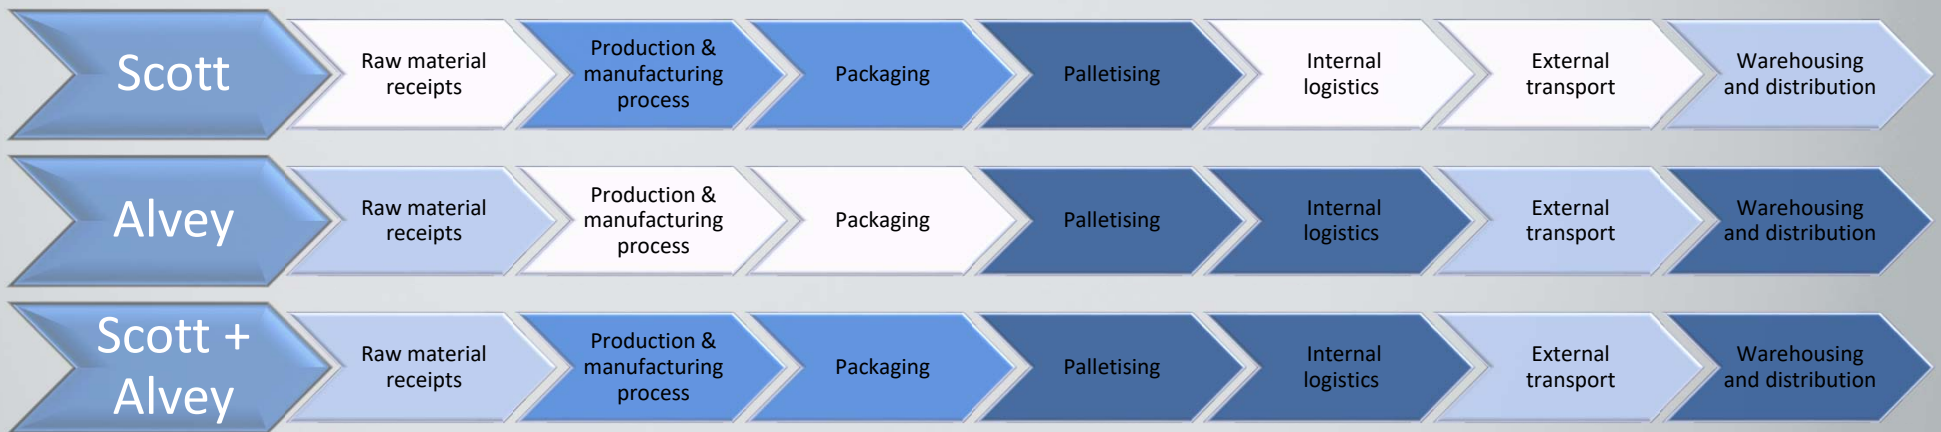 Scott
Raw material
receipts
Production &
manufacturing
process
Packaging
Palletising
Internal
logistics
External
transport
Warehousing
and distribution
Alvey
Raw material
receipts
Production &
manufacturing
process
Packaging
Palletising
Internal
logistics
External
transport
Warehousing
and distribution
Scott +
Alvey
Raw material
receipts
Production &
manufacturing
process
Packaging
Palletising
Internal
logistics
External
transport
Warehousing
and distribution